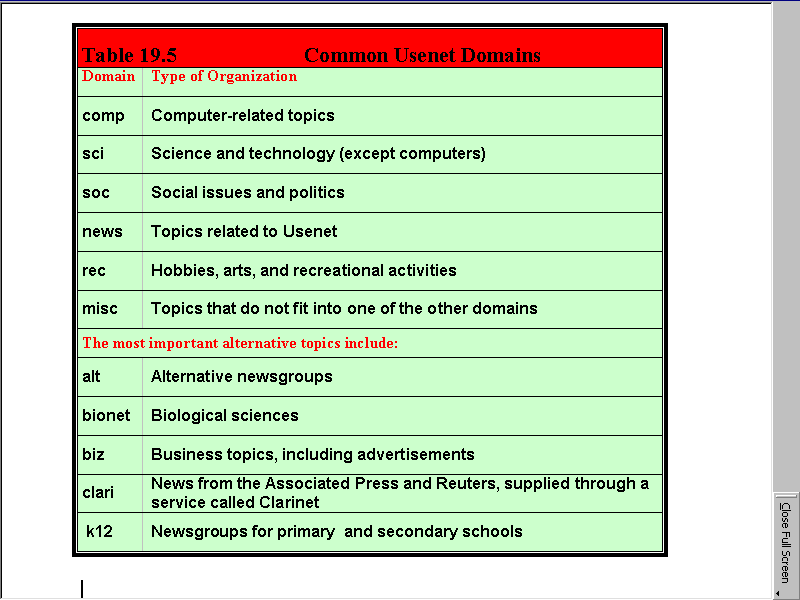 Table 19.5 Common Usenet Domains
Domain Type of Organization
comp Computer-related topics
sci Science and technology (except computers)
soc Social issues and politics
news Topics related to Usenet
rec Hobbies, arts, and recreational activities
misc Topics that do not fit into one of the other domains
The most important alternative topics include:
alt Alternative newsgroups
bionet Biological sciences
biz Business topics, including advertisements
clari News from the Associated Press and Reuters, supplied through a
service called Clarinet
k12 Newsgroups for primary and secondary schools
Close Full Screen